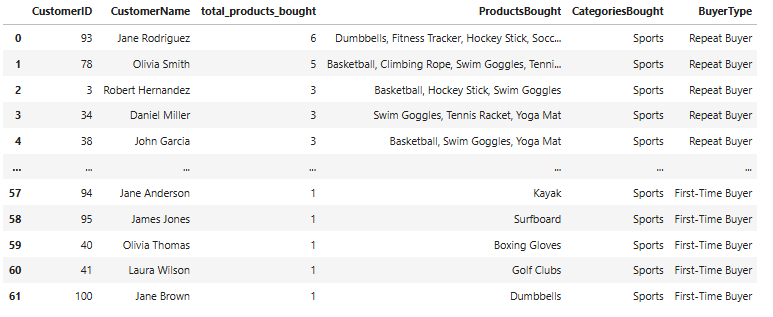 CustomerID CustomerName total_products_bought ProductsBought CategoriesBought BuyerType
0 93 Jane Rodriguez 6 Dumbbells, Fitness Tracker, Hockey Stick, Socc... Sports Repeat Buyer
1 78 Olivia Smith 5 Basketball, Climbing Rope, Swim Goggles, Tenni... Sports Repeat Buyer
2 3 Robert Hernandez 3 Basketball, Hockey Stick, Swim Goggles Sports Repeat Buyer
3 34 Daniel Miller 3 Swim Goggles, Tennis Racket, Yoga Mat Sports Repeat Buyer
4 38 John Garcia 3 Basketball, Swim Goggles, Yoga Mat Sports Repeat Buyer
... ... ... ... ... ... ...
57 94 Jane Anderson 1 Kayak Sports First-Time Buyer
58 95 James Jones 1 Surfboard Sports First-Time Buyer
59 40 Olivia Thomas 1 Boxing Gloves Sports First-Time Buyer
60 41 Laura Wilson 1 Golf Clubs Sports First-Time Buyer
61 100 Jane Brown 1 Dumbbells Sports First-Time Buyer